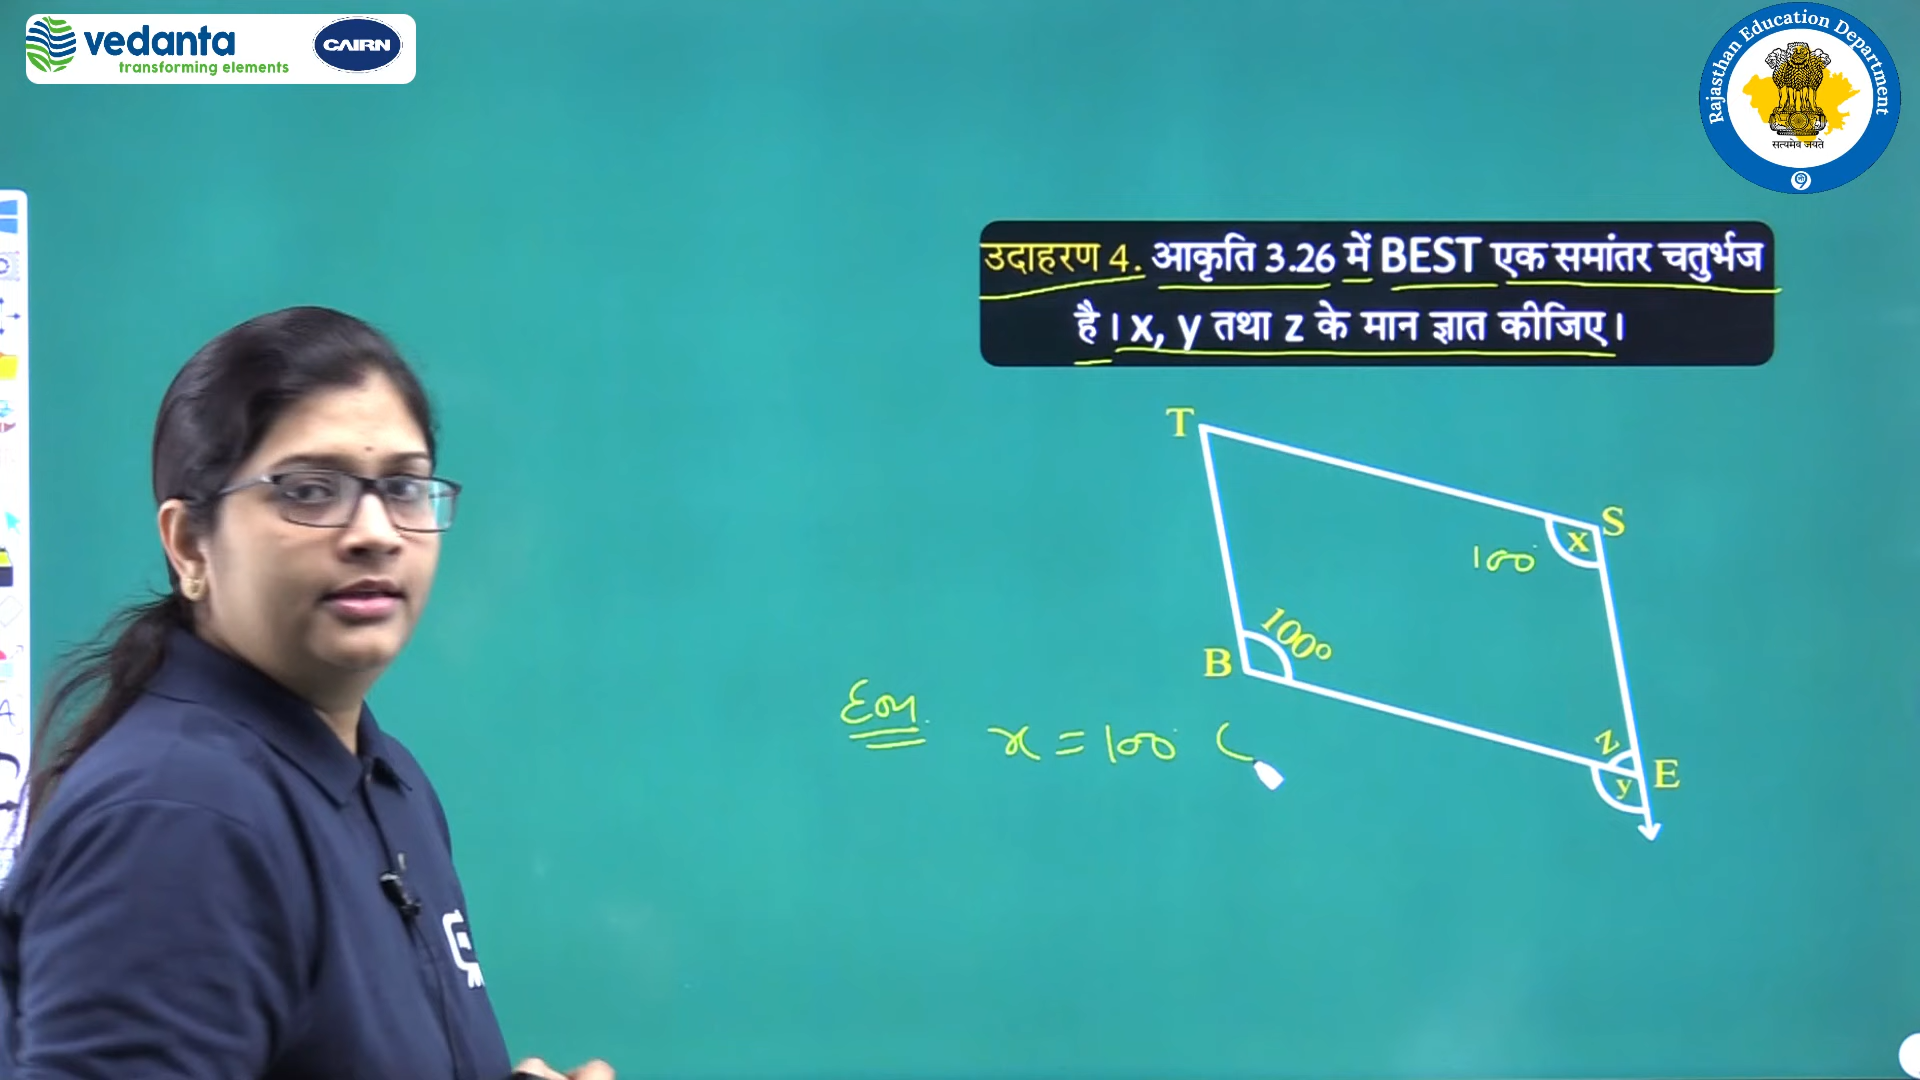 vedanta
transforming elements
CAIRN
Rajasthan Education Department
सत्यमेव जयते
उदाहरण 4. आकृति 3.26 में BEST एक समांतर चतुर्भुज
है। x, y तथा z के मान ज्ञात कीजिए।
T
S
x
100
100°
B
हल
x = 100 (
z
E
y